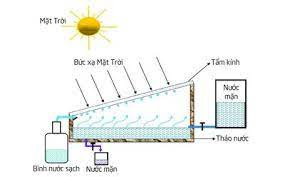 Mặt Trời
Bức xạ Mặt Trời
Tấm kính
Nước
mặn
Tháo nước
Bình nước sạch
Nước mặn